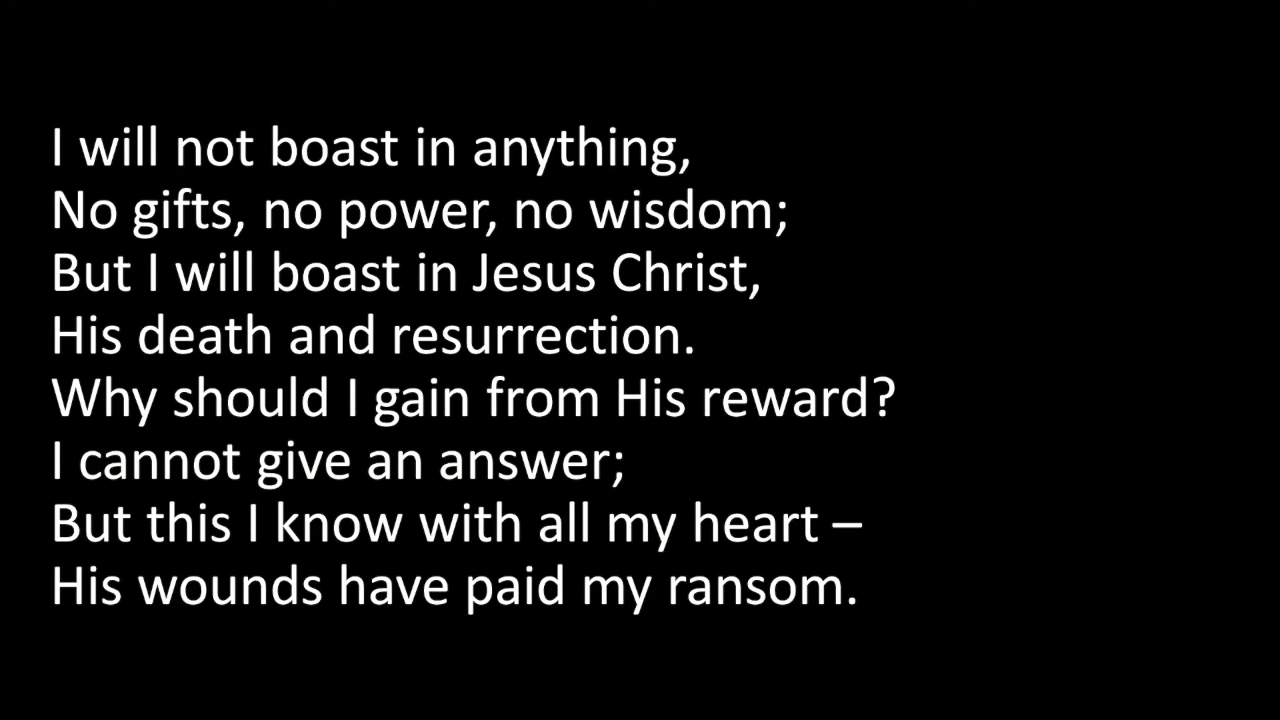 I will not boast in anything,
No gifts, no power, no wisdom;
But I will boast in Jesus Christ,
His death and resurrection.
Why should I gain from His reward?
I cannot give an answer;
But this I know with all my heart –
His wounds have paid my ransom.